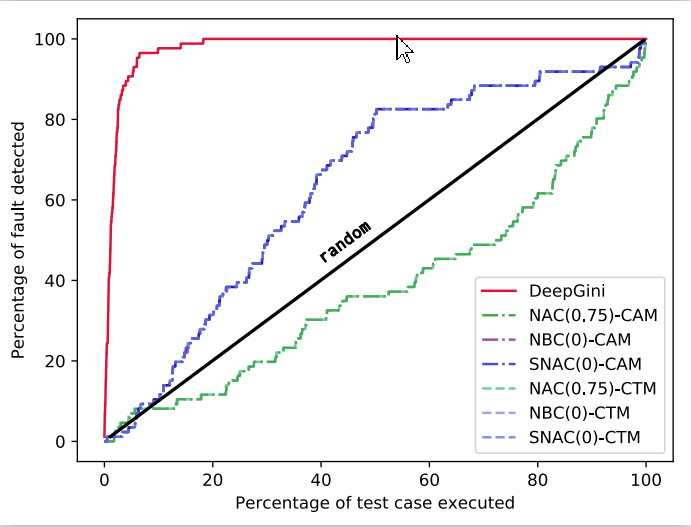 100
80
60
40
20
0
Percentage of fault detected
random
DeepGini
NAC(0.75)-CAM
NBC(0)-CAM
SNAC(0)-CAM
NAC(0.75)-CTM
NBC(0)-CTM
SNAC(0)-CTM
0 20 40 60 80 100
Percentage of test case executed